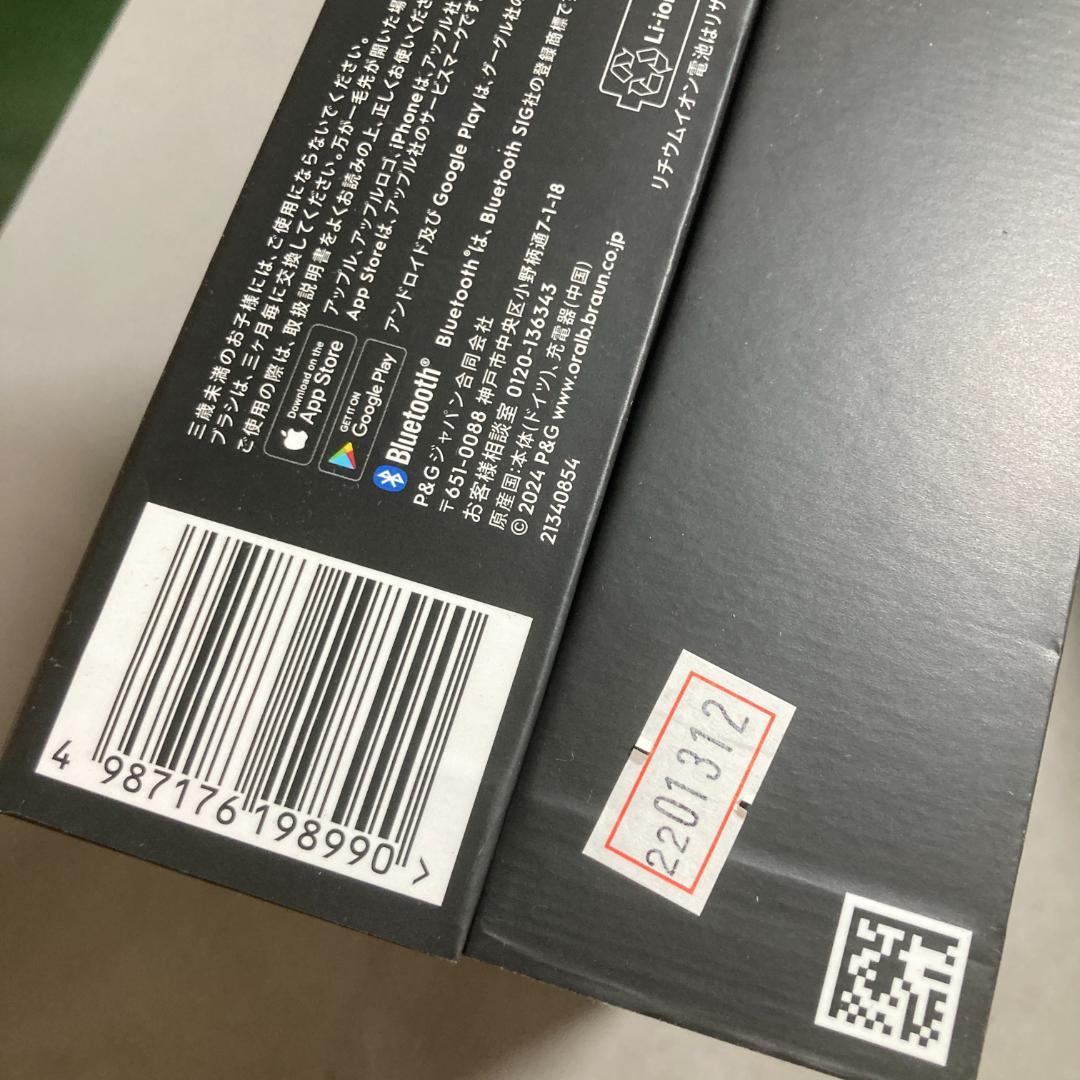 三歳未満のお子様には、ご使用にならないでください。
ブラシは、三ヶ月毎に交換してください。万が一毛先が開いた場
ご使用の際は、取扱説明書をよくお読みの上、正しくお使いくださ
Download on the
App Store
アップル、アップルロゴ、iPhoneは、アップル社
App Storeは、アップル社のサービスマークです
GET IT ON
Google Play
アンドロイド及び Google Play は、グーグル社の
Bluetooth®
Bluetooth®は、Bluetooth SIG社の登録商標で
P&Gジャパン合同会社
〒651-0088 神戸市中央区小野柄通7-1-18
お客様相談室 0120-136343
原産国:本体(ドイツ)、充電器(中国)
© 2024 P&G www.oralb.braun.co.jp
21340854
Li-ion
リチウムイオン電池はリサ
4 987176 198990 >
2201312